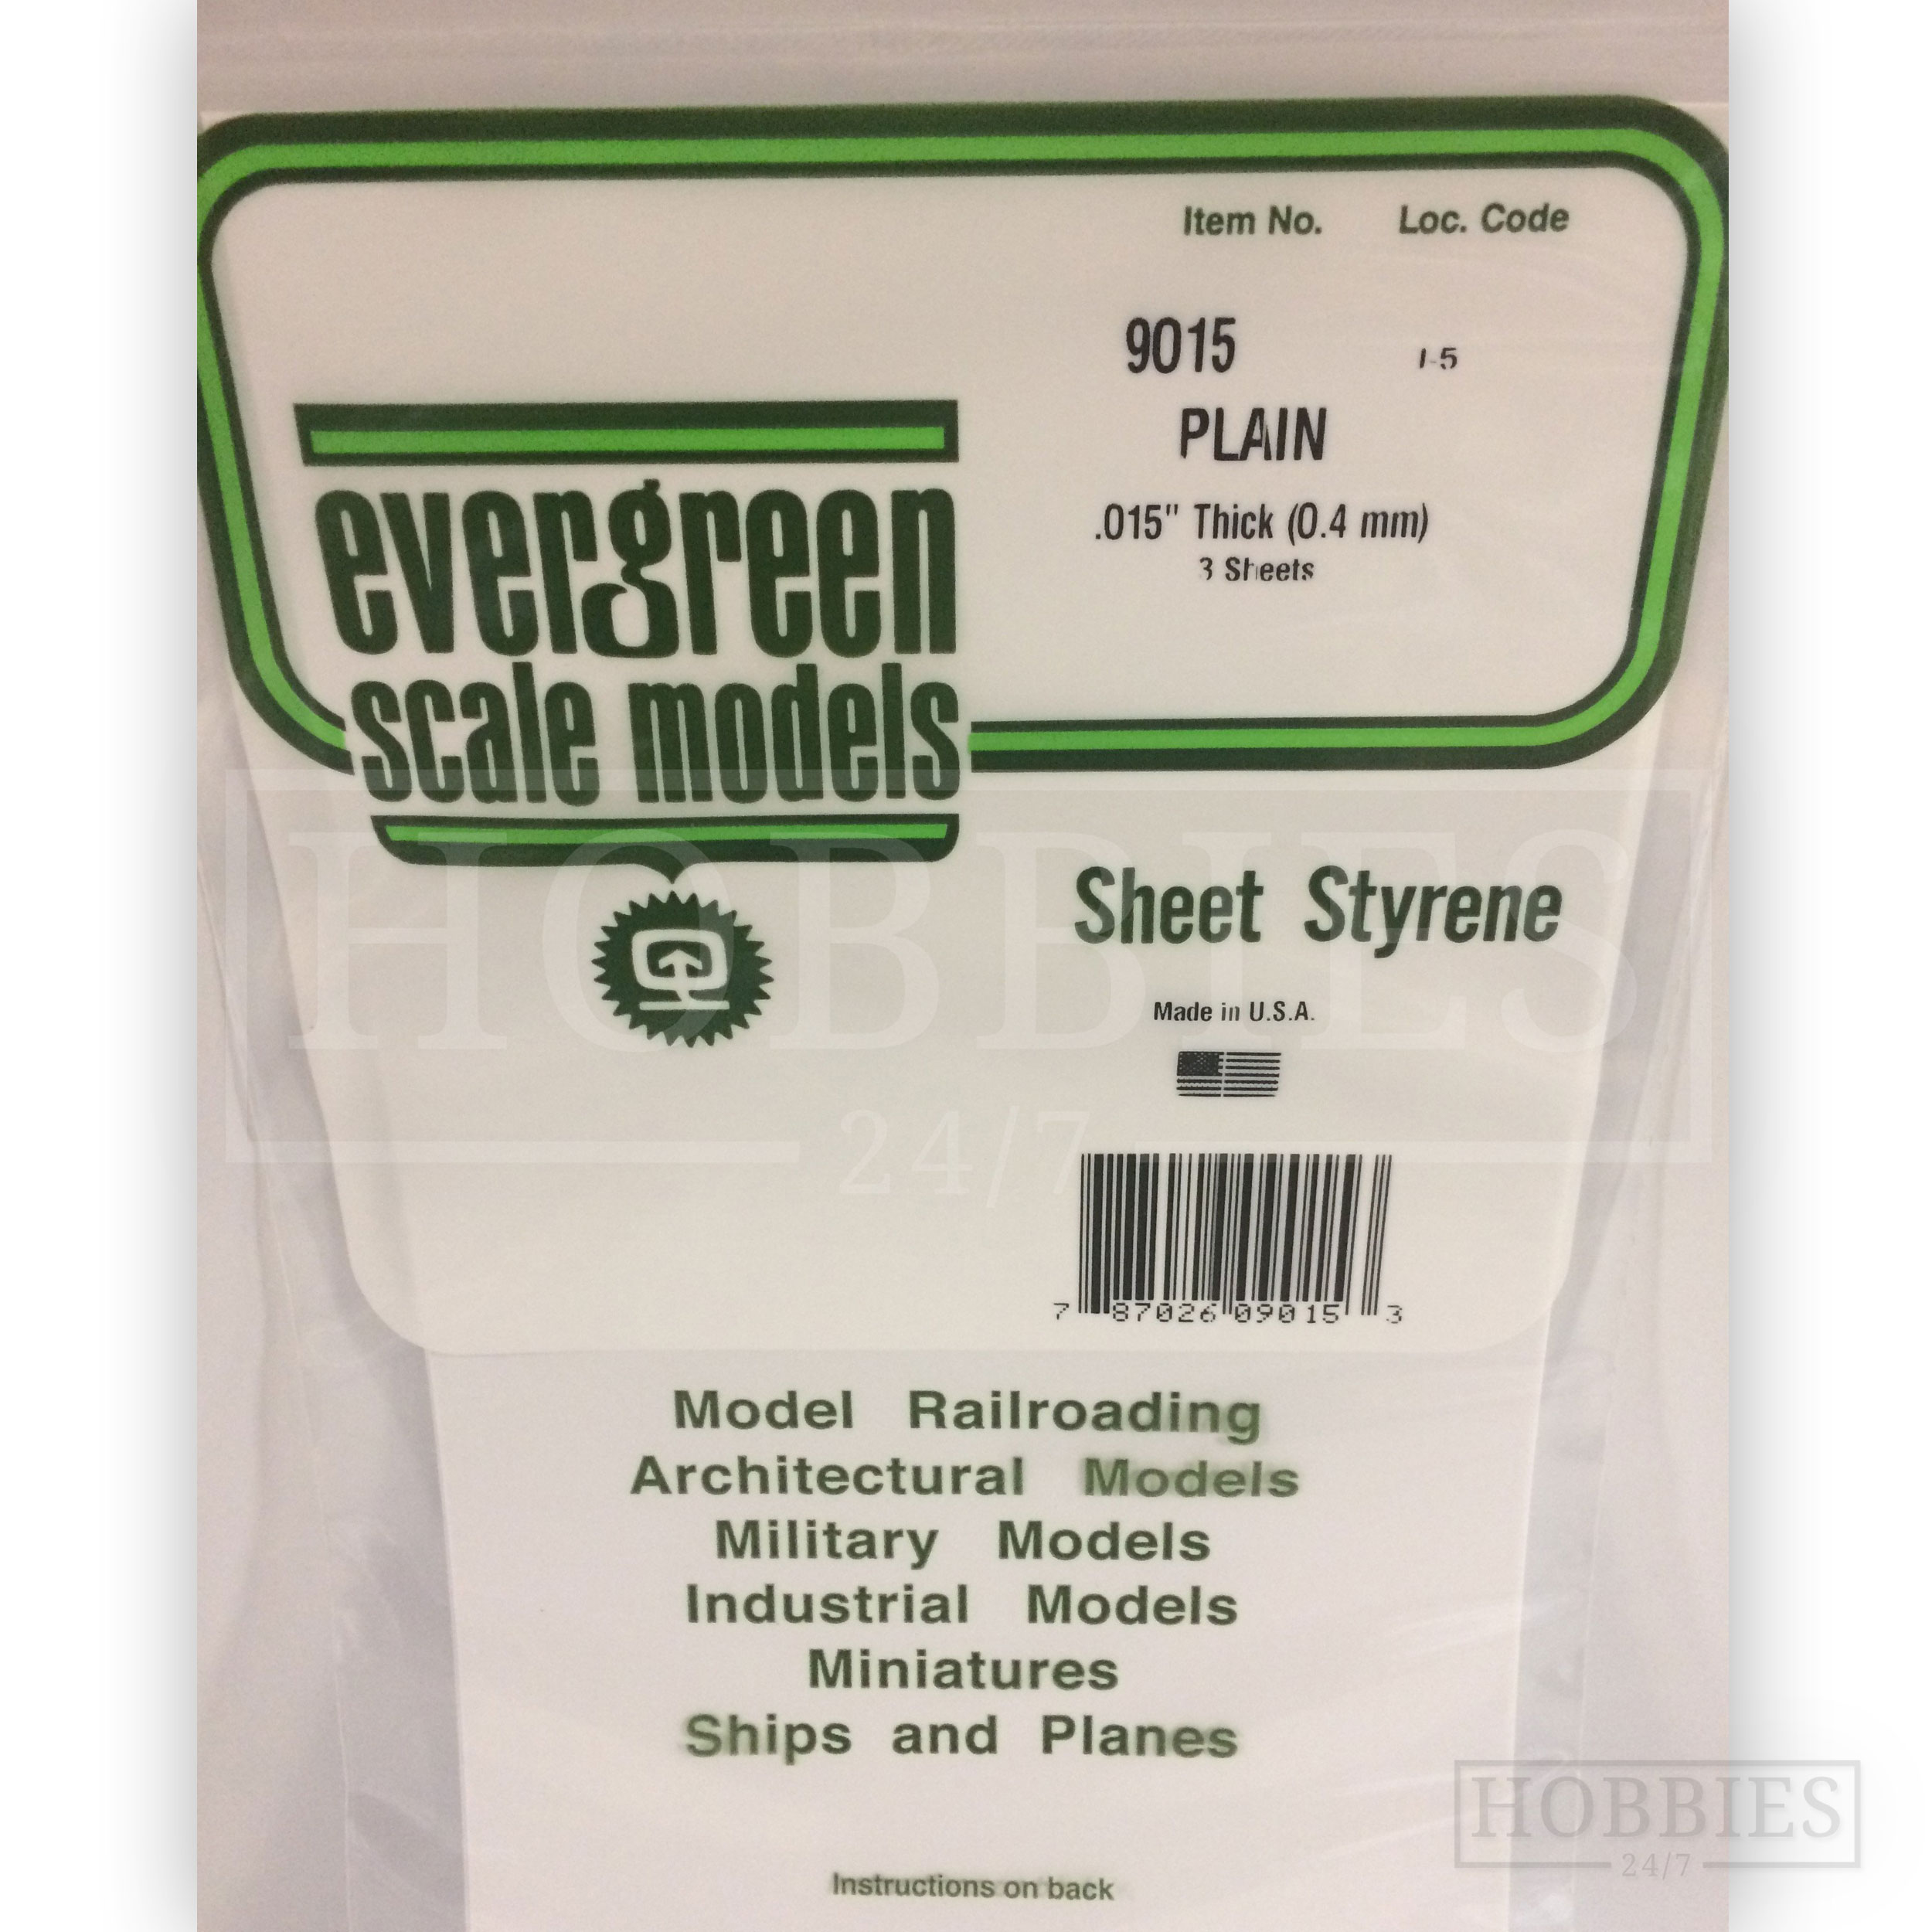 Item No. Loc. Code
9015 I-5
PLAIN
.015" Thick (0.4 mm)
3 Sheets
evergreen
scale models
HOBBIES
24/7
Sheet Styrene
Made in U.S.A.
7 87026 09015 3
Model Railroading
Architectural Models
Military Models
Industrial Models
Miniatures
Ships and Planes
Instructions on back
HOBBIES
24/7